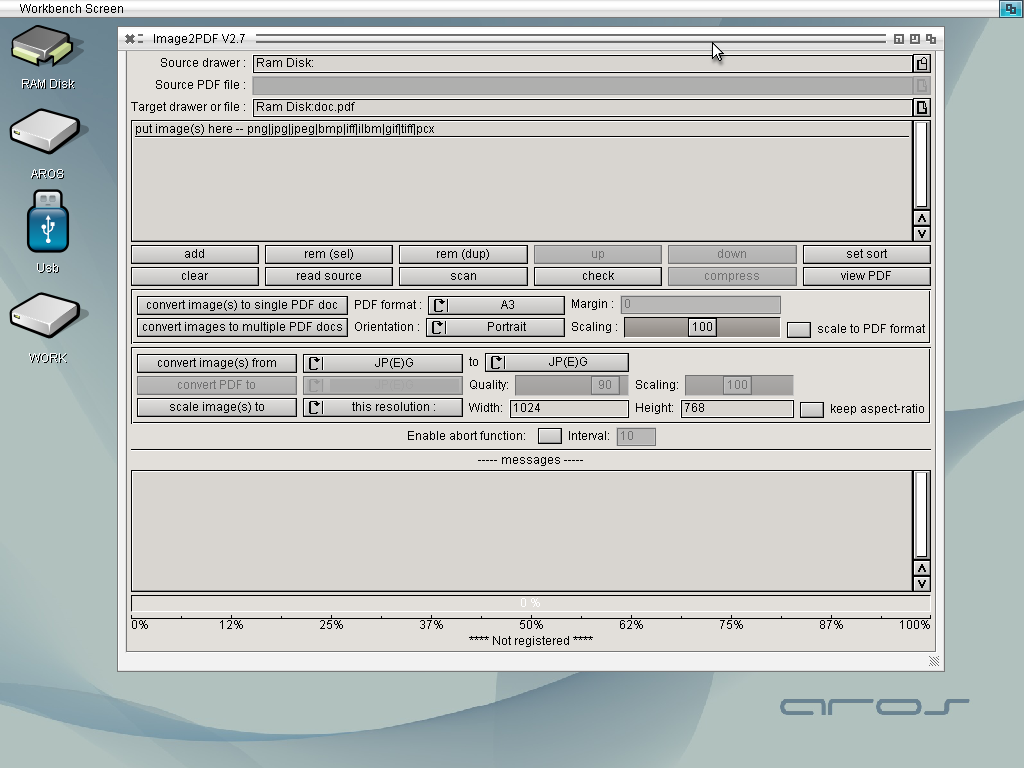 Workbench Screen
RAM Disk
AROS
Usb
WORK
Image2PDF V2.7
Source drawer :
Ram Disk:
Source PDF file :
Target drawer or file :
Ram Disk:doc.pdf
put image(s) here -- png|jpg|jpeg|bmp|iff|ilbm|gif|tiff|pcx
add rem (sel) rem (dup) up down set sort
clear read source scan check compress view PDF
convert image(s) to single PDF doc PDF format : A3 Margin : 0
convert images to multiple PDF docs Orientation : Portrait Scaling : 100 scale to PDF format
convert image(s) from JP(E)G to JP(E)G
convert PDF to JP(E)G Quality: 90 Scaling: 100
scale image(s) to this resolution : Width: 1024 Height: 768 keep aspect-ratio
Enable abort function: Interval: 10
----- messages -----
0 %
0% 12% 25% 37% 50% 62% 75% 87% 100%
**** Not registered ****
aros